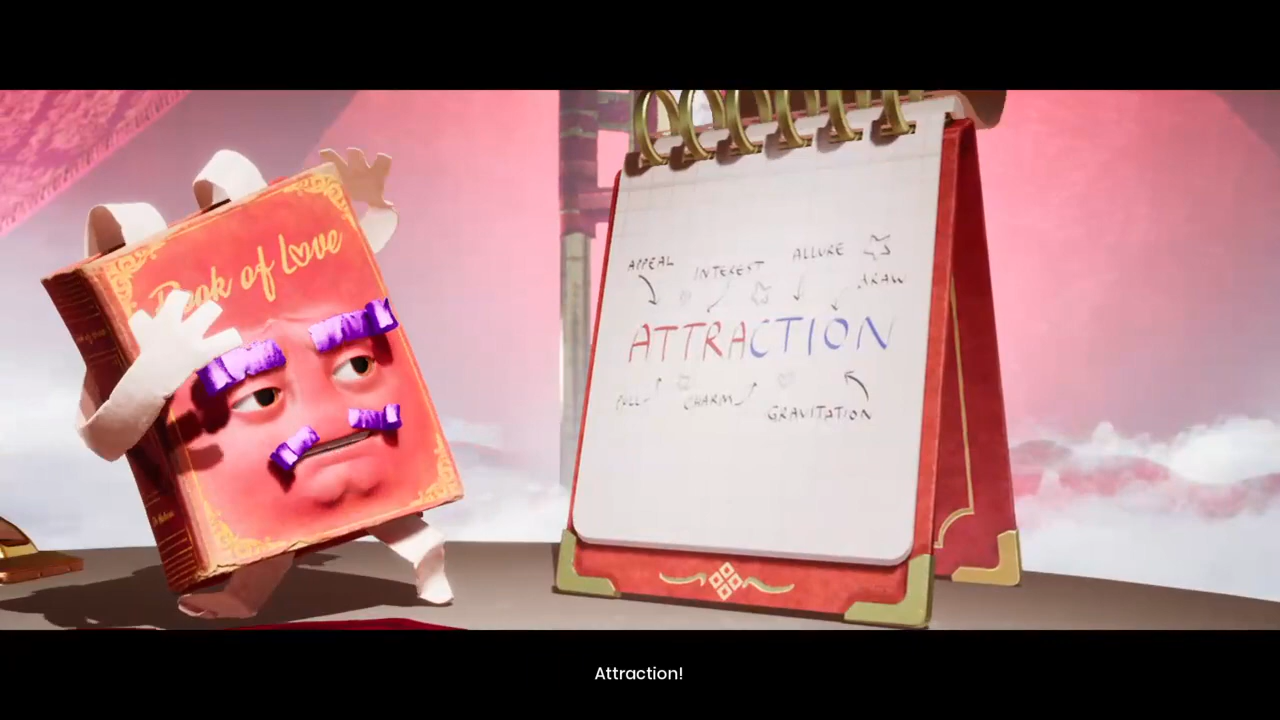 Book of Love
APPEAL
INTEREST
ALLURE
DRAW
ATTRACTION
PULL
CHARM
GRAVITATION
Attraction!